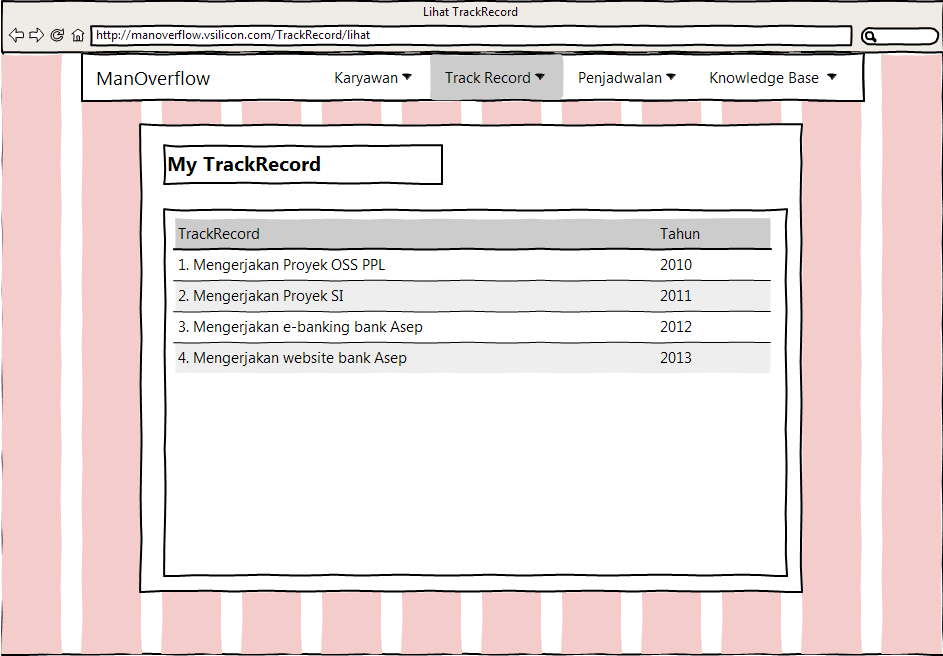 Lihat TrackRecord
http://manoverflow.vsilicon.com/TrackRecord/lihat
ManOverflow Karyawan Track Record Penjadwalan Knowledge Base
My TrackRecord
TrackRecord Tahun
1. Mengerjakan Proyek OSS PPL 2010
2. Mengerjakan Proyek SI 2011
3. Mengerjakan e-banking bank Asep 2012
4. Mengerjakan website bank Asep 2013